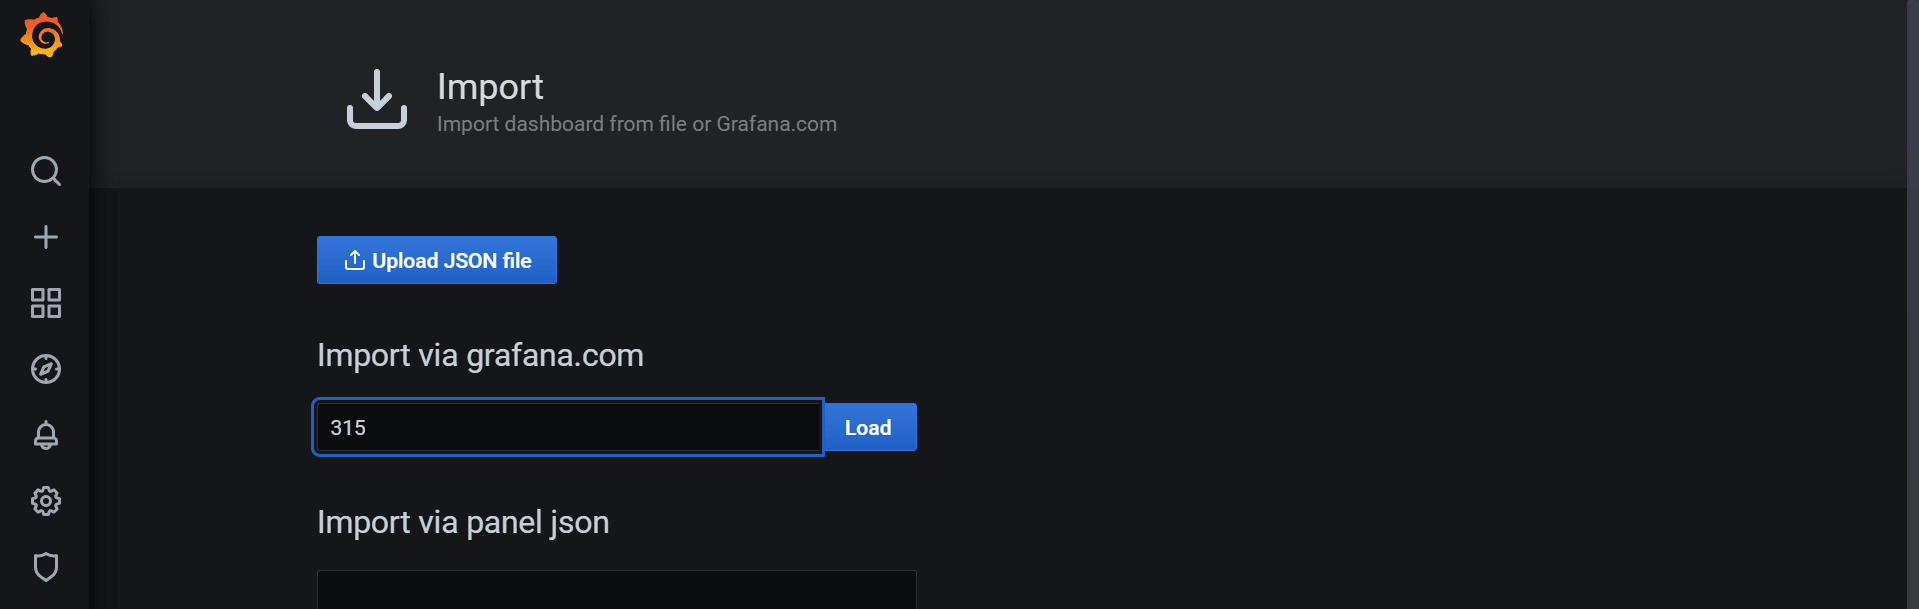 Import
Import dashboard from file or Grafana.com
Upload JSON file
Import via grafana.com
315
Load
Import via panel json